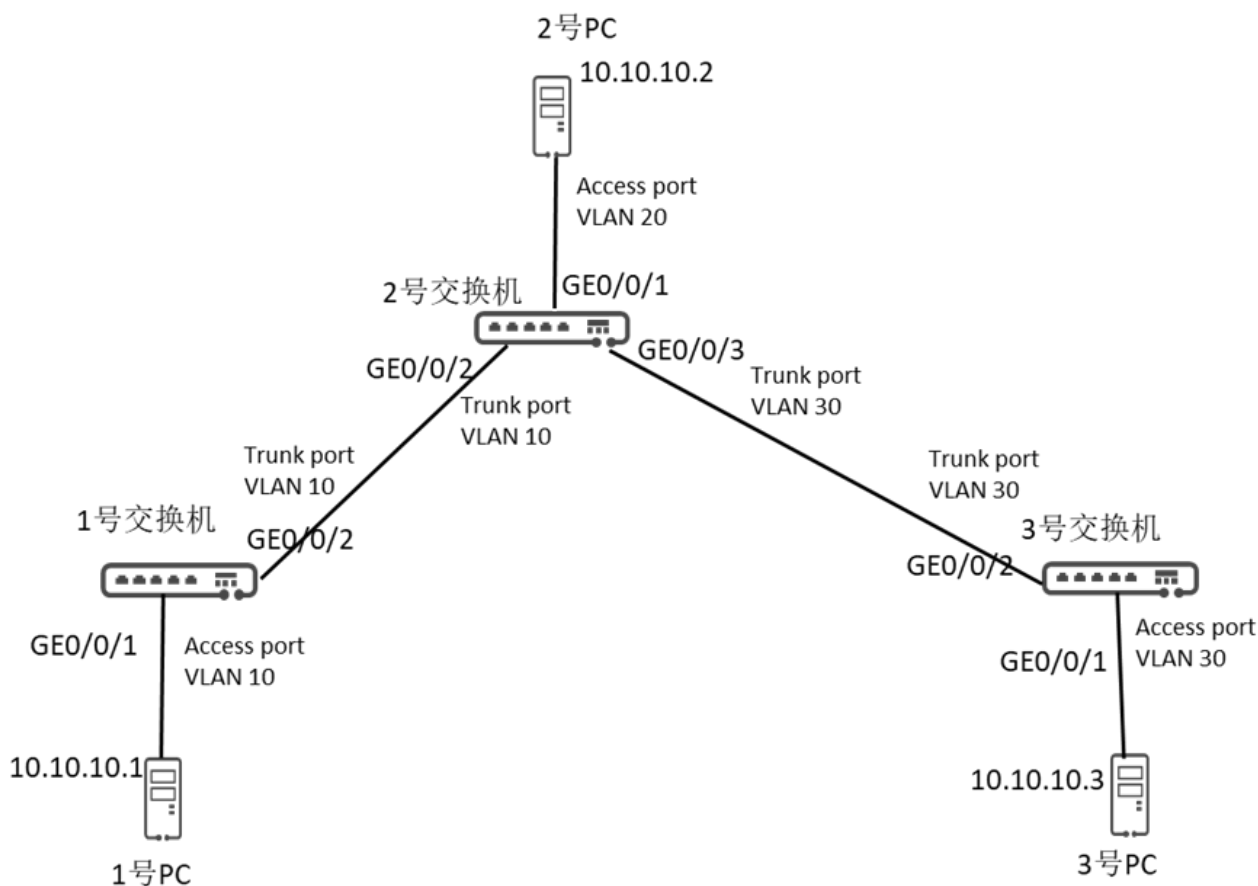 2号PC
10.10.10.2
Access port
VLAN 20
2号交换机
GE0/0/1
GE0/0/2
GE0/0/3
Trunk port
VLAN 10
Trunk port
VLAN 30
Trunk port
VLAN 10
Trunk port
VLAN 30
1号交换机
GE0/0/2
3号交换机
GE0/0/2
GE0/0/1
Access port
VLAN 10
GE0/0/1
Access port
VLAN 30
10.10.10.1
1号PC
10.10.10.3
3号PC